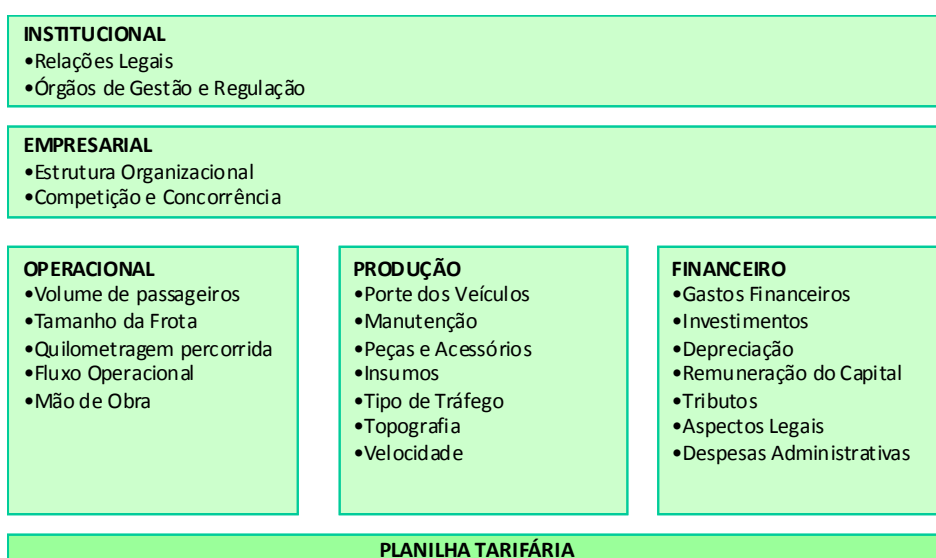 INSTITUCIONAL
•Relações Legais
•Órgãos de Gestão e Regulação
EMPRESARIAL
•Estrutura Organizacional
•Competição e Concorrência
OPERACIONAL
•Volume de passageiros
•Tamanho da Frota
•Quilometragem percorrida
•Fluxo Operacional
•Mão de Obra
PRODUÇÃO
•Porte dos Veículos
•Manutenção
•Peças e Acessórios
•Insumos
•Tipo de Tráfego
•Topografia
•Velocidade
FINANCEIRO
•Gastos Financeiros
•Investimentos
•Depreciação
•Remuneração do Capital
•Tributos
•Aspectos Legais
•Despesas Administrativas
PLANILHA TARIFÁRIA